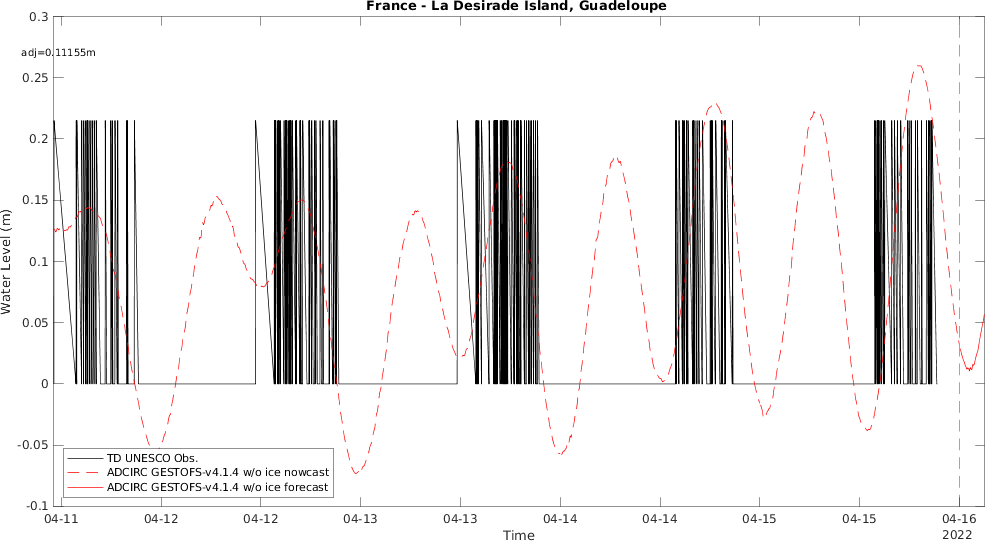 France - La Desirade Island, Guadeloupe
adj=0.11155m
0.3
0.25
0.2
0.15
0.1
0.05
0
-0.05
-0.1
Water Level (m)
TD UNESCO Obs.
ADCIRC GESTOFS-v4.1.4 w/o ice nowcast
ADCIRC GESTOFS-v4.1.4 w/o ice forecast
04-11 04-12 04-12 04-13 04-13 04-14 04-14 04-15 04-15 04-16
2022
Time